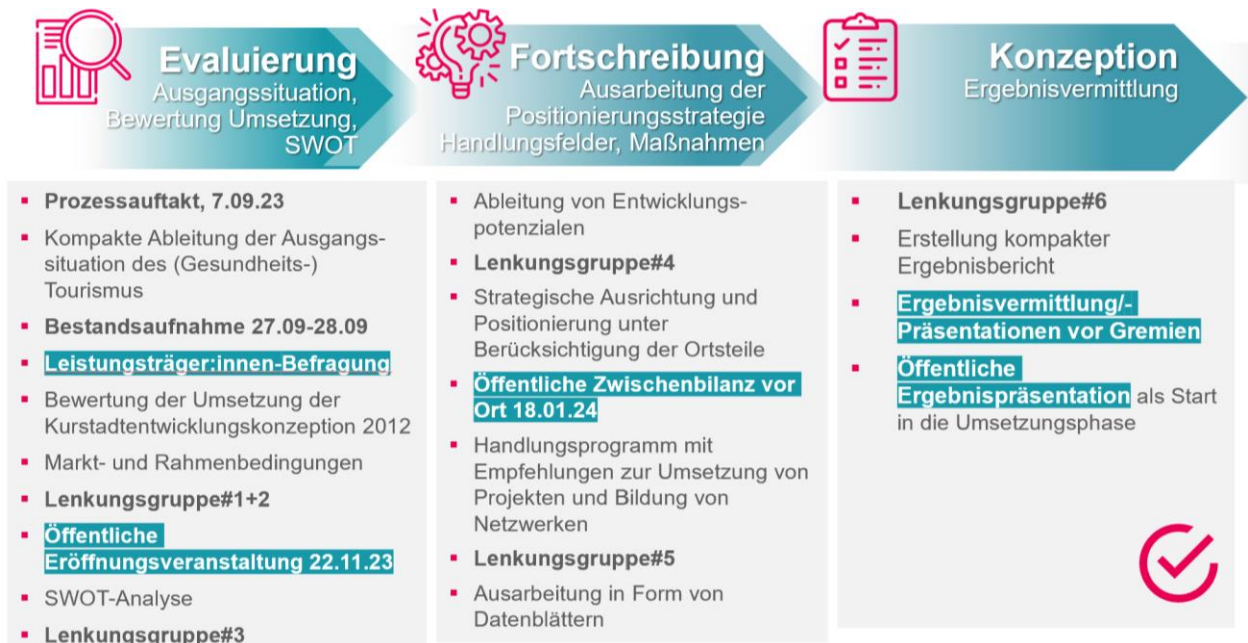 Evaluierung
Ausgangssituation,
Bewertung Umsetzung,
SWOT
Fortschreibung
Ausarbeitung der
Positionierungsstrategie
Handlungsfelder, Maßnahmen
Konzeption
Ergebnisvermittlung
▪ Prozessauftakt, 7.09.23
▪ Kompakte Ableitung der Ausgangs-
situation des (Gesundheits-)
Tourismus
▪ Bestandsaufnahme 27.09-28.09
▪ Leistungsträger:innen-Befragung
▪ Bewertung der Umsetzung der
Kurstadtentwicklungskonzeption 2012
▪ Markt- und Rahmenbedingungen
▪ Lenkungsgruppe#1+2
▪ Öffentliche
Eröffnungsveranstaltung 22.11.23
▪ SWOT-Analyse
▪ Lenkungsgruppe#3
▪ Ableitung von Entwicklungs-
potenzialen
▪ Lenkungsgruppe#4
▪ Strategische Ausrichtung und
Positionierung unter
Berücksichtigung der Ortsteile
▪ Öffentliche Zwischenbilanz vor
Ort 18.01.24
▪ Handlungsprogramm mit
Empfehlungen zur Umsetzung von
Projekten und Bildung von
Netzwerken
▪ Lenkungsgruppe#5
▪ Ausarbeitung in Form von
Datenblättern
▪ Lenkungsgruppe#6
▪ Erstellung kompakter
Ergebnisbericht
▪ Ergebnisvermittlung/-
Präsentationen vor Gremien
▪ Öffentliche
Ergebnispräsentation als Start
in die Umsetzungsphase